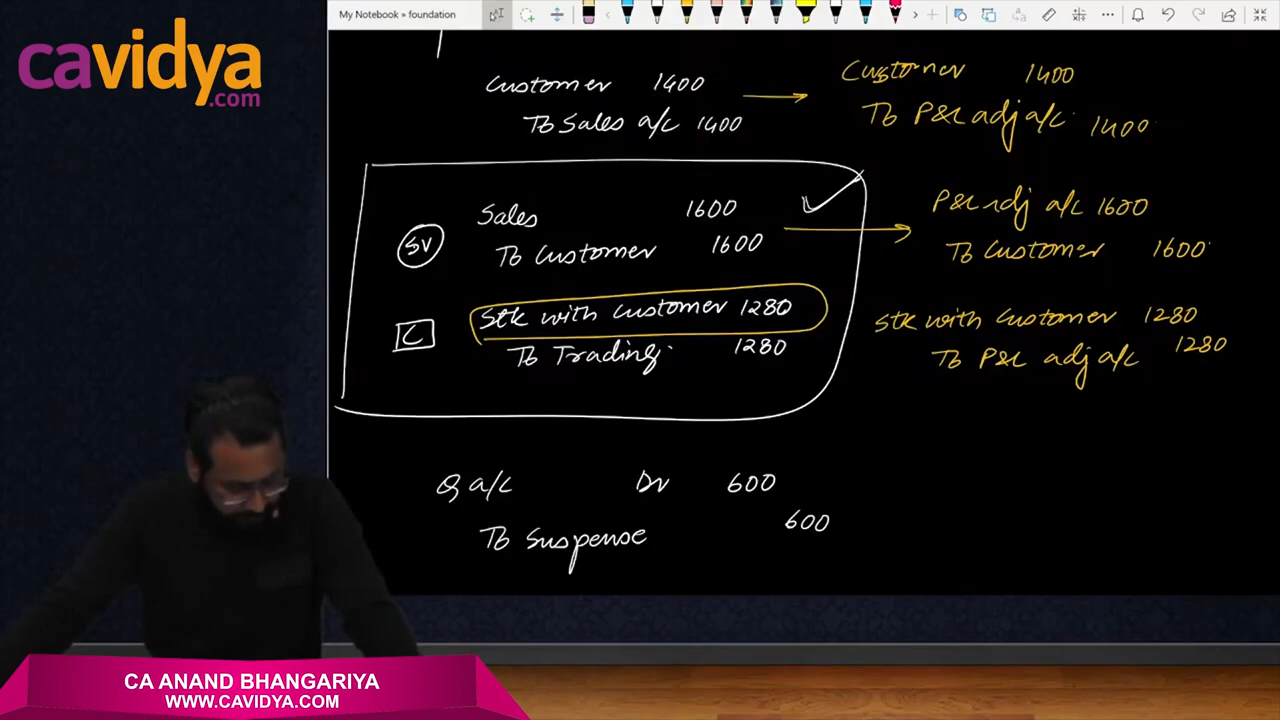 cavidya
.com
My Notebook » foundation
Customer 1400
To Sales a/c 1400
Customer 1400
To P&L adj a/c 1400
SV
Sales 1600
To Customer 1600
P&L adj a/c 1600
To Customer 1600
C
Stk with Customer 1280
To Trading 1280
Stk with Customer 1280
To P&L adj a/c 1280
Q a/c Dr 600
To Suspense 600
CA ANAND BHANGARIYA
WWW.CAVIDYA.COM